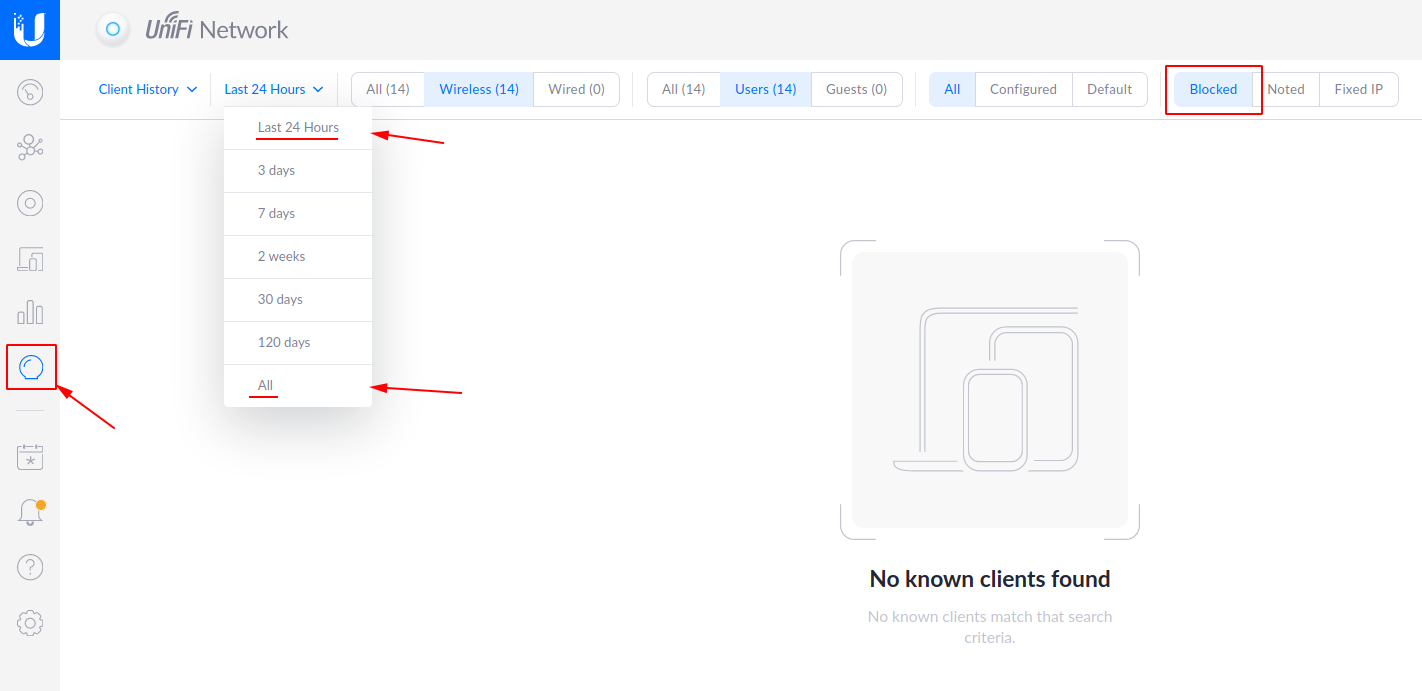 UniFi Network
Client History
Last 24 Hours
All (14) Wireless (14) Wired (0)
All (14) Users (14) Guests (0)
All Configured Default
Blocked Noted Fixed IP
Last 24 Hours
3 days
7 days
2 weeks
30 days
120 days
All
No known clients found
No known clients match that search
criteria.